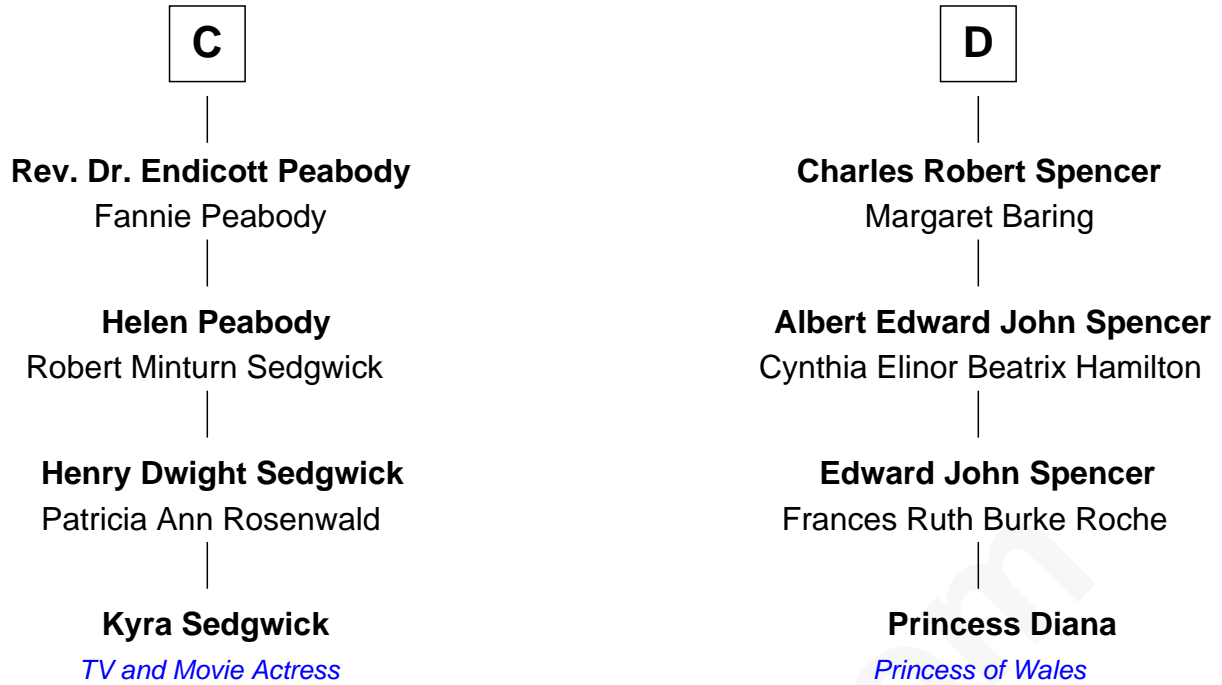 C
Rev. Dr. Endicott Peabody
Fannie Peabody
Helen Peabody
Robert Minturn Sedgwick
Henry Dwight Sedgwick
Patricia Ann Rosenwald
Kyra Sedgwick
TV and Movie Actress
D
Charles Robert Spencer
Margaret Baring
Albert Edward John Spencer
Cynthia Elinor Beatrix Hamilton
Edward John Spencer
Frances Ruth Burke Roche
Princess Diana
Princess of Wales
om